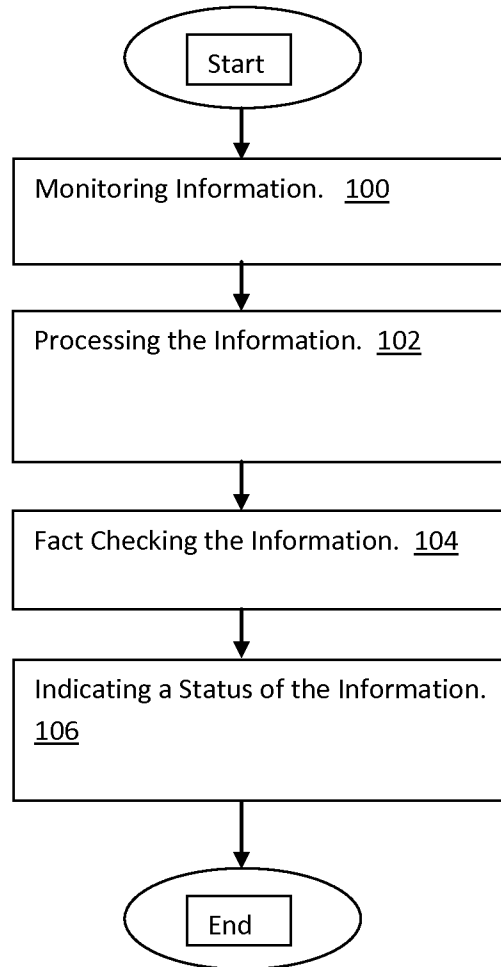 Start
Monitoring Information. 100
Processing the Information. 102
Fact Checking the Information. 104
Indicating a Status of the Information.
106
End